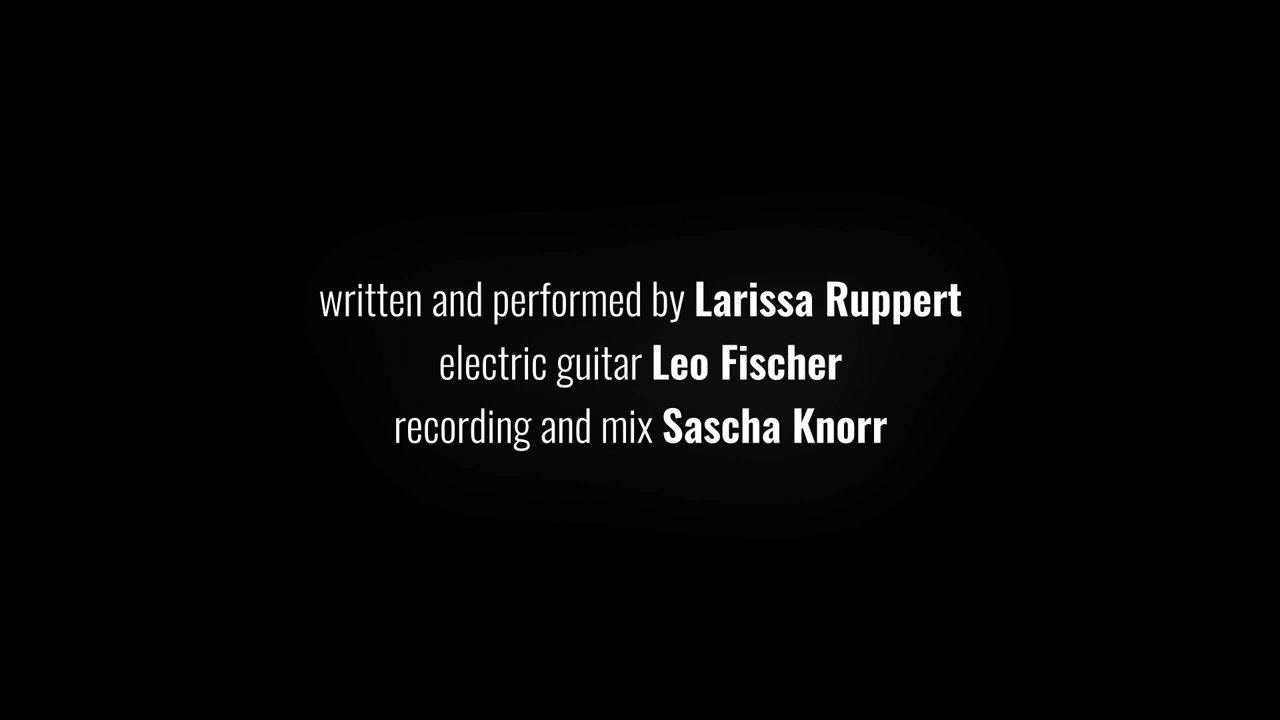 written and performed by Larissa Ruppert
electric guitar Leo Fischer
recording and mix Sascha Knorr